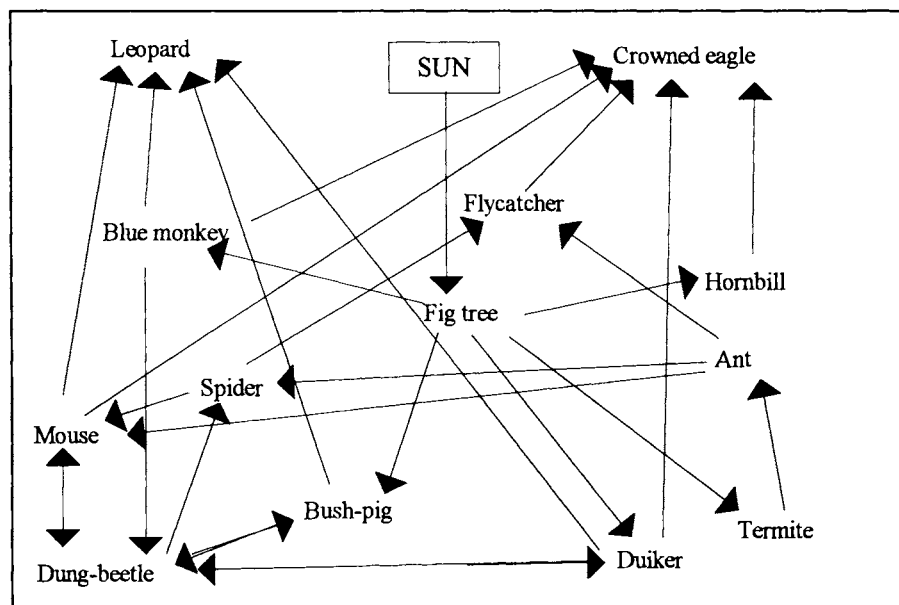 Leopard
Crowned eagle
SUN
Flycatcher
Blue monkey
Hornbill
Fig tree
Ant
Spider
Mouse
Bush-pig
Termite
Dung-beetle
Duiker